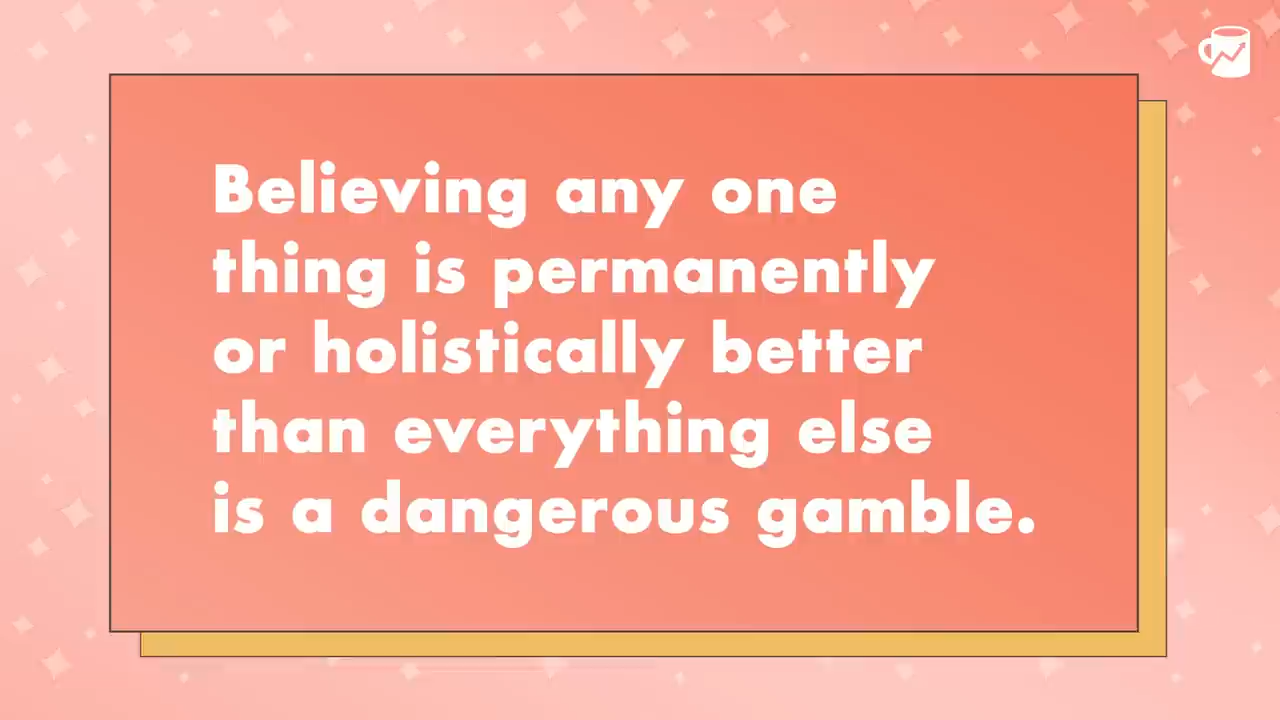 Believing any one
thing is permanently
or holistically better
than everything else
is a dangerous gamble.